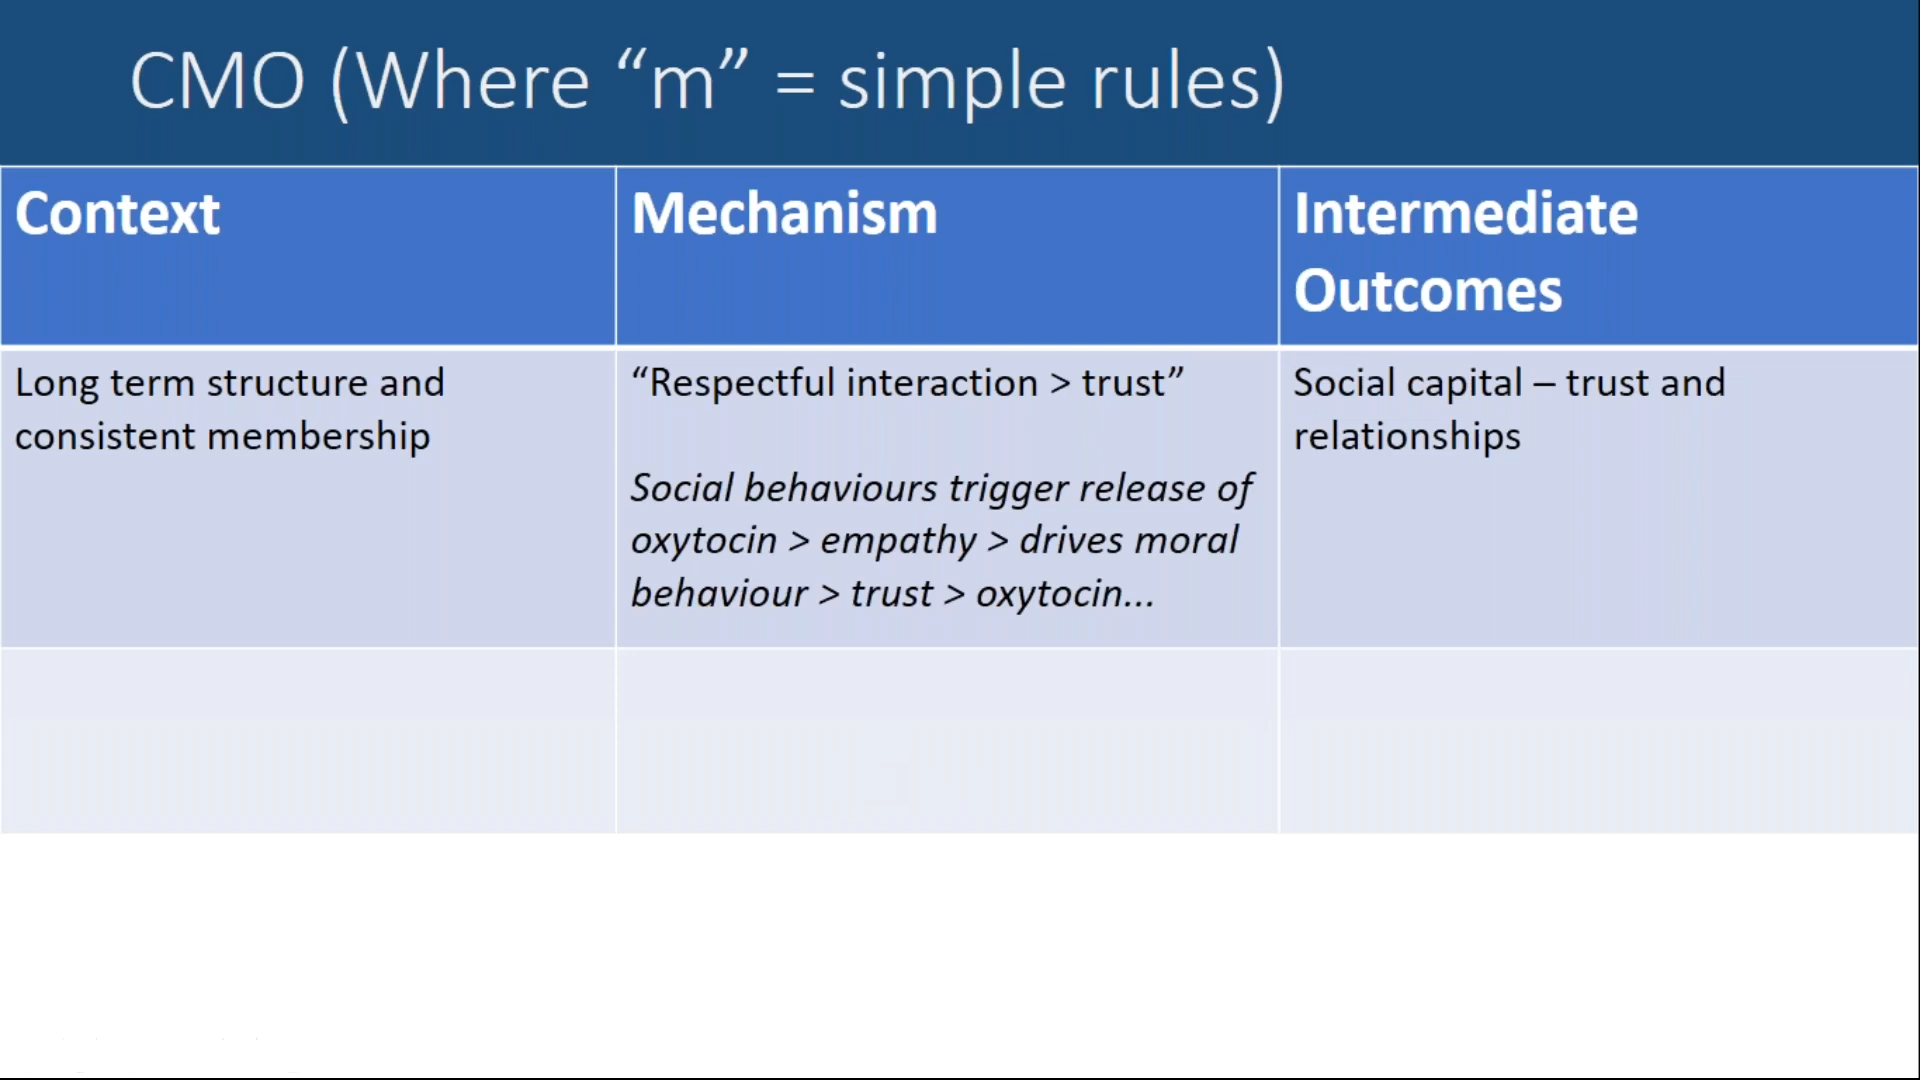 CMO (Where “m” = simple rules)
Context
Mechanism
Intermediate
Outcomes
Long term structure and
consistent membership
“Respectful interaction > trust”
Social behaviours trigger release of
oxytocin > empathy > drives moral
behaviour > trust > oxytocin...
Social capital – trust and
relationships